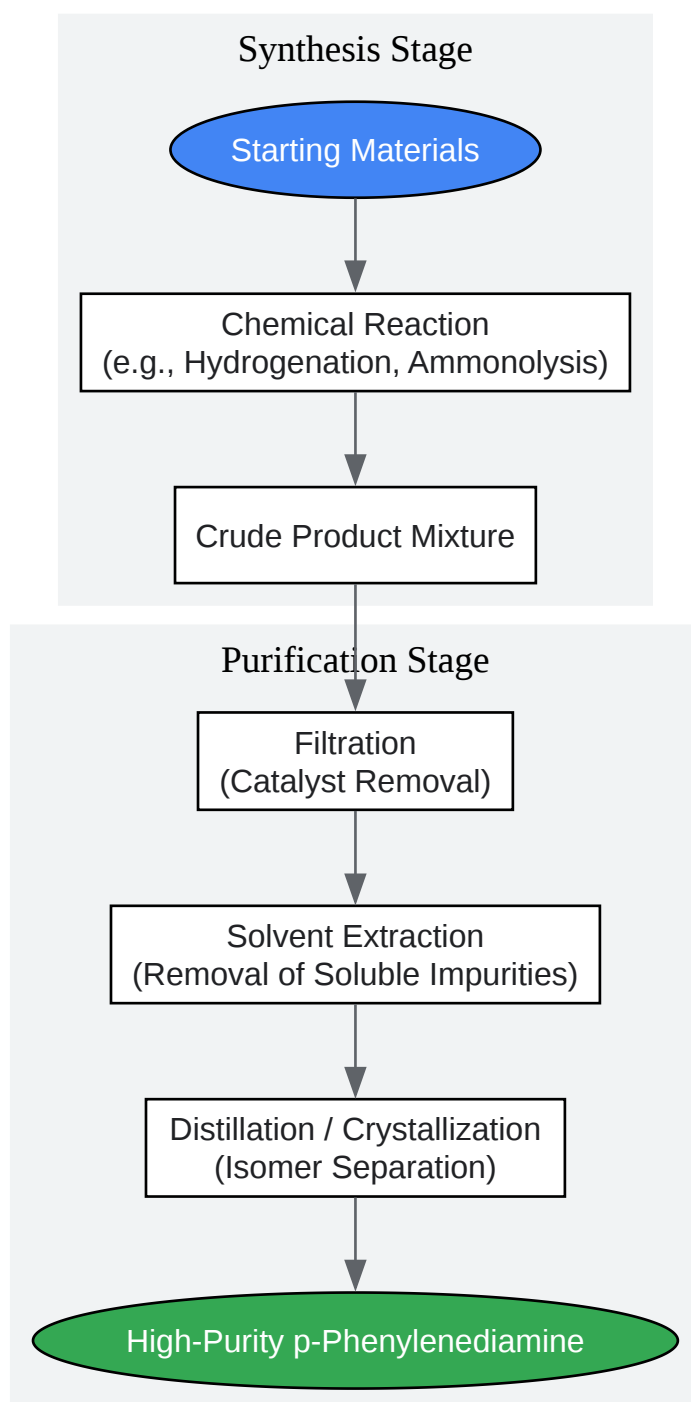 Synthesis Stage
Starting Materials
Chemical Reaction
(e.g., Hydrogenation, Ammonolysis)
Crude Product Mixture
Purification Stage
Filtration
(Catalyst Removal)
Solvent Extraction
(Removal of Soluble Impurities)
Distillation / Crystallization
(Isomer Separation)
High-Purity p-Phenylenediamine